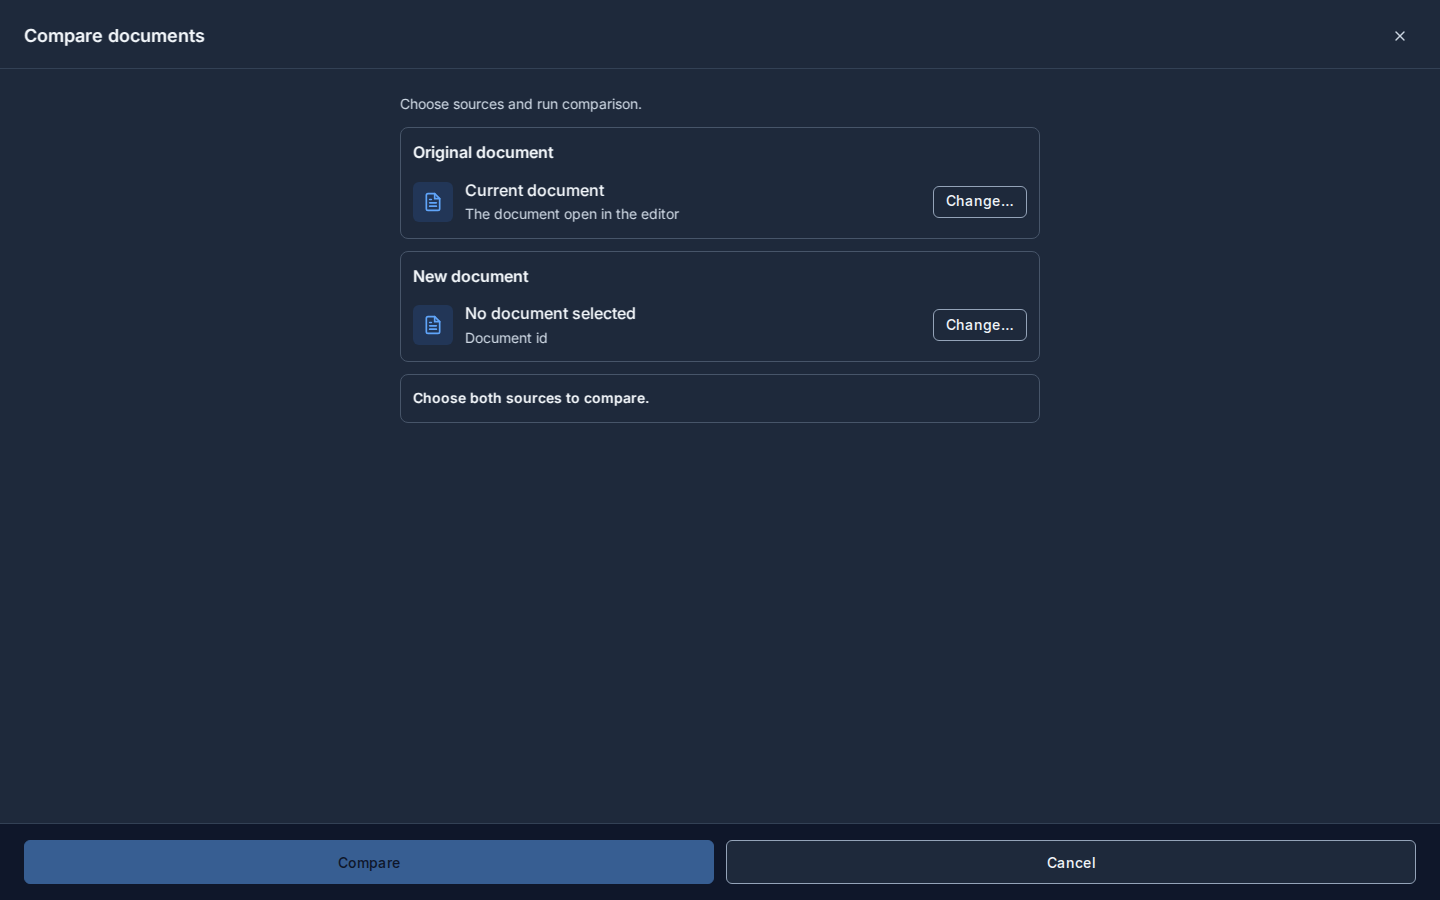 Compare documents
Choose sources and run comparison.
Original document
Current document
The document open in the editor
Change...
New document
No document selected
Document id
Change...
Choose both sources to compare.
Compare
Cancel